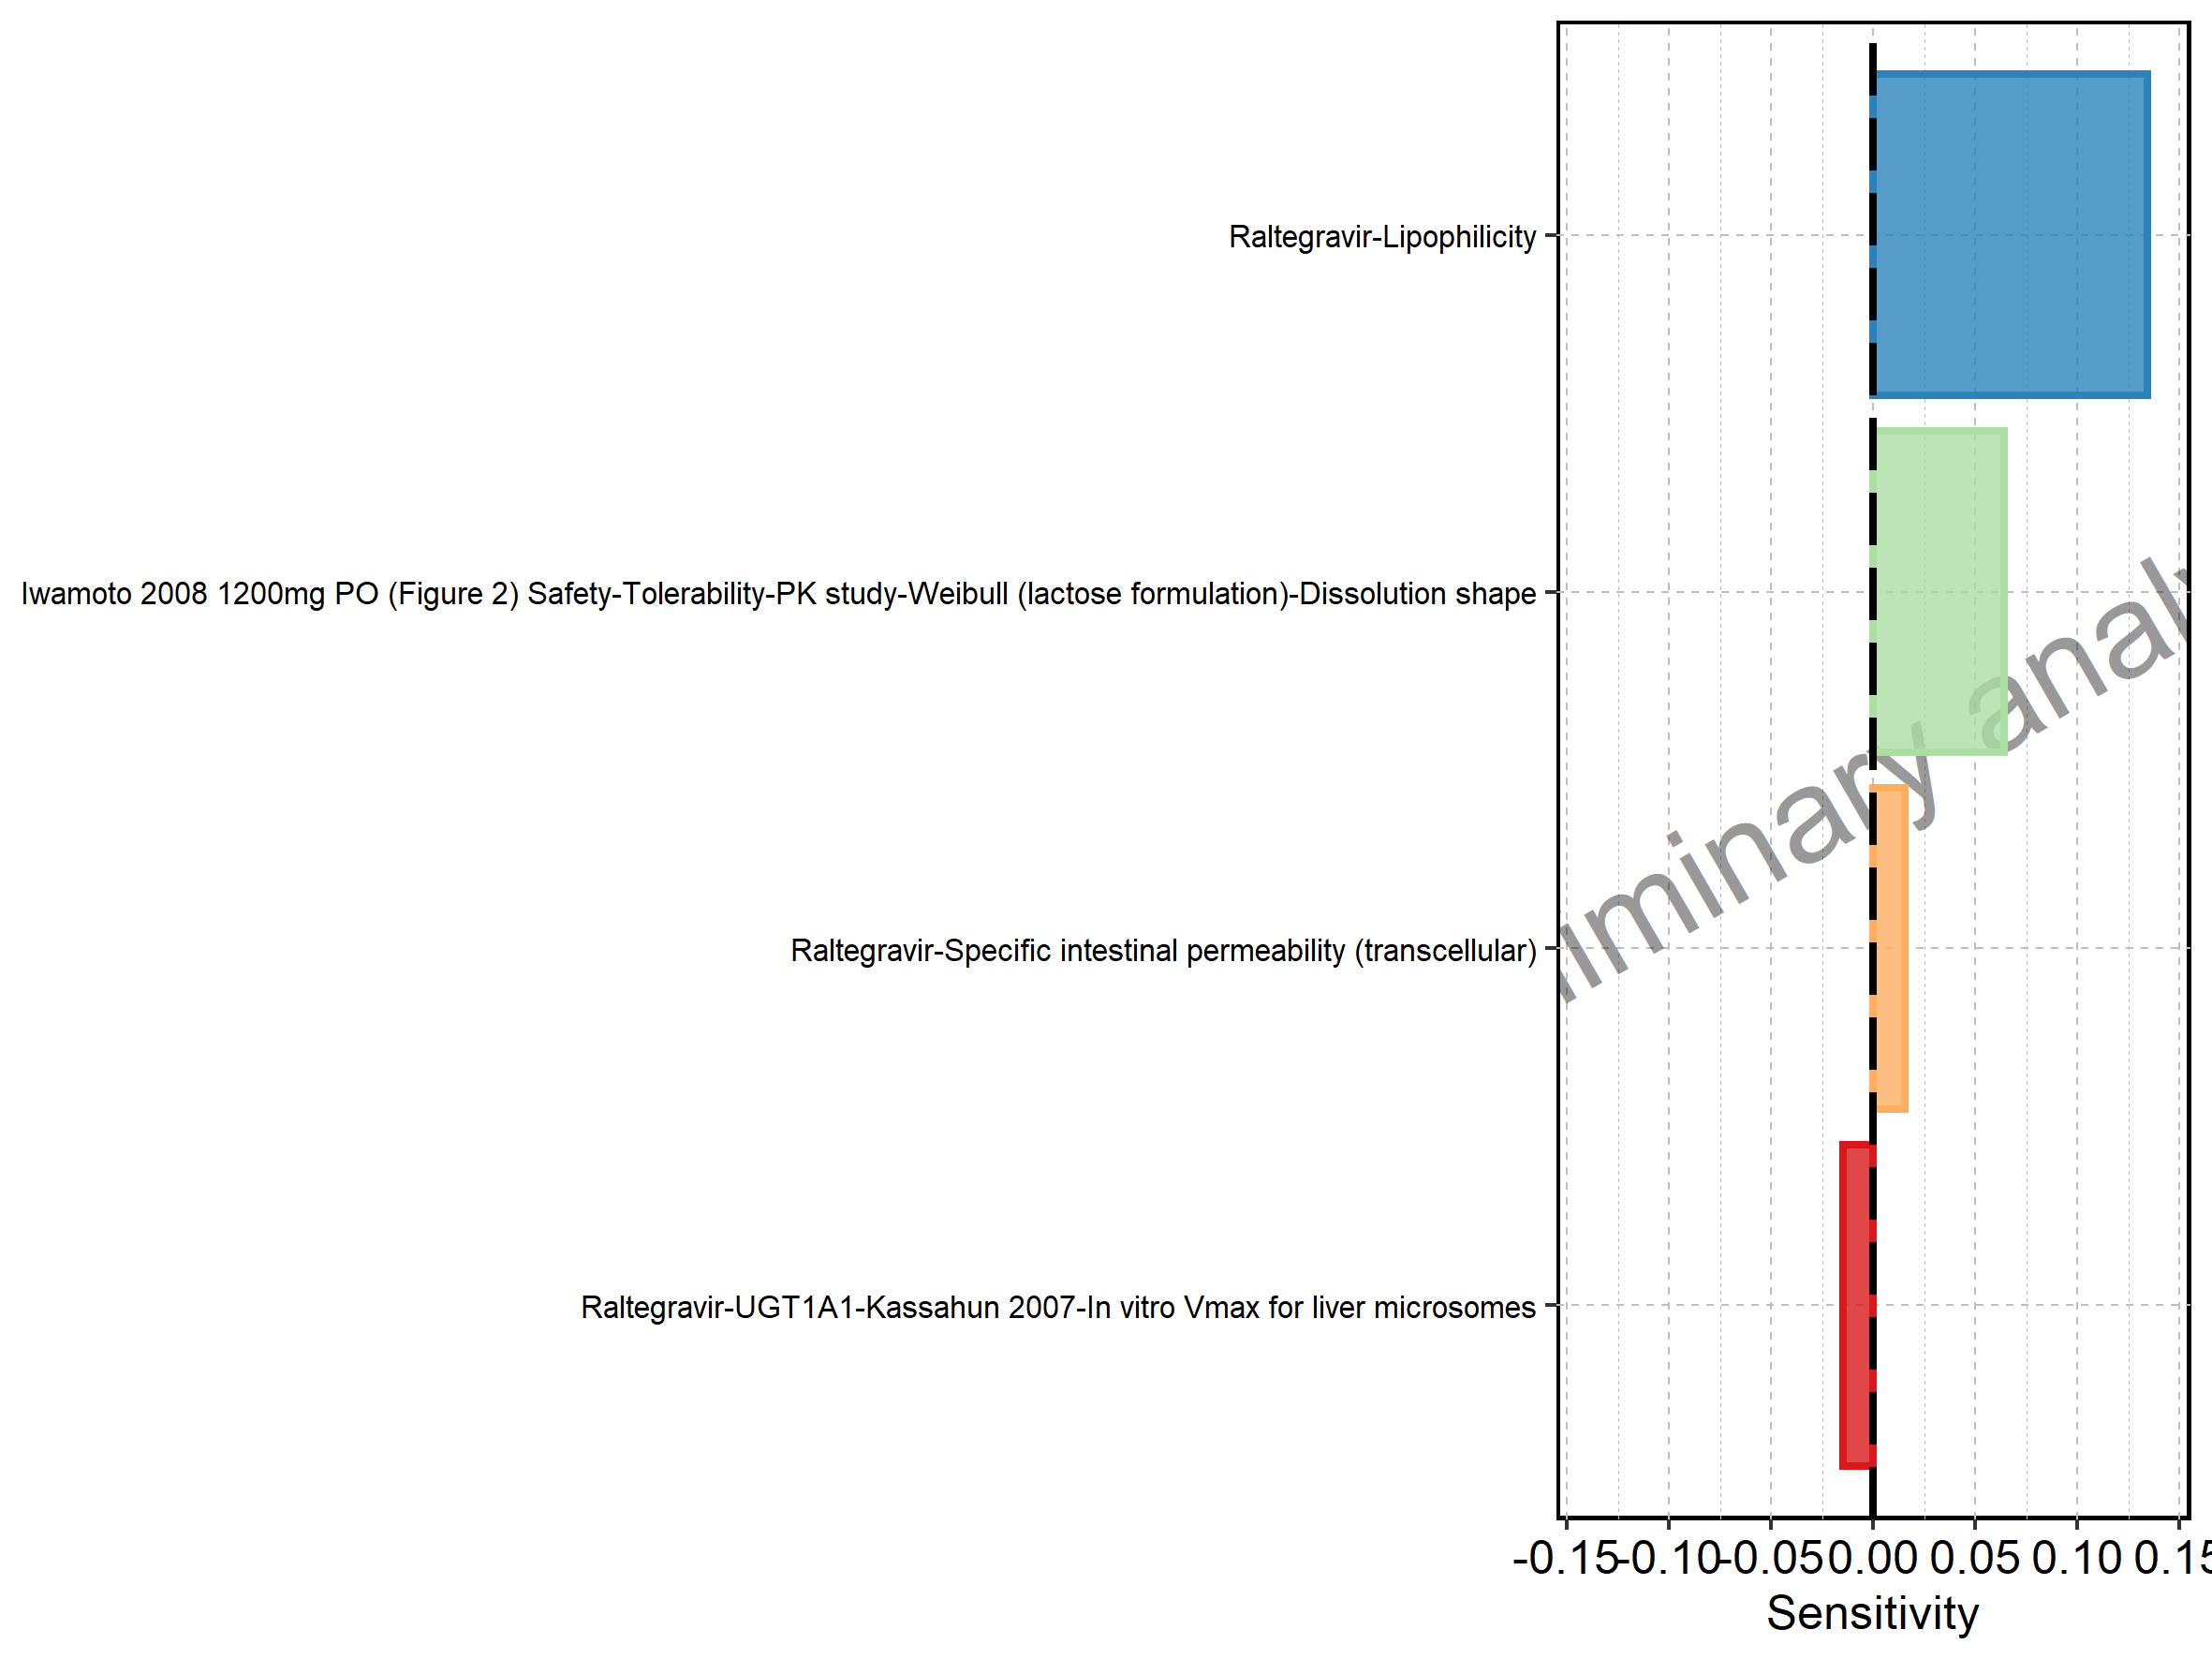 Raltegravir-Lipophilicity
Iwamoto 2008 1200mg PO (Figure 2) Safety-Tolerability-PK study-Weibull (lactose formulation)-Dissolution shape
Raltegravir-Specific intestinal permeability (transcellular)
Raltegravir-UGT1A1-Kassahun 2007-In vitro Vmax for liver microsomes
-0.15 -0.10 -0.05 0.00 0.05 0.10 0.15
Sensitivity